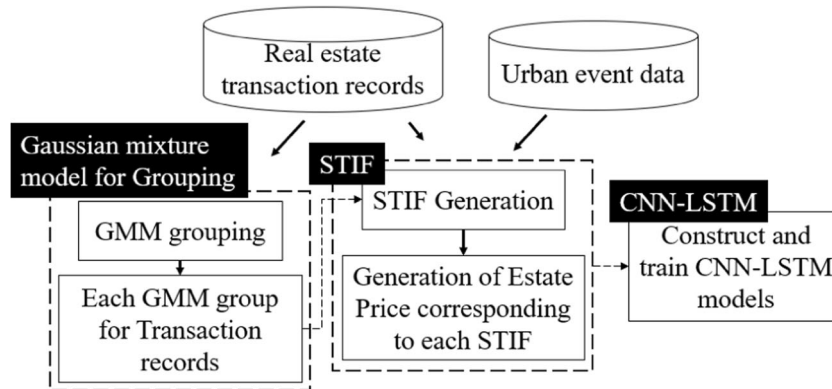 Real estate
transaction records
Urban event data
Gaussian mixture
model for Grouping
GMM grouping
Each GMM group
for Transaction
records
STIF
STIF Generation
Generation of Estate
Price corresponding
to each STIF
CNN-LSTM
Construct and
train CNN-LSTM
models